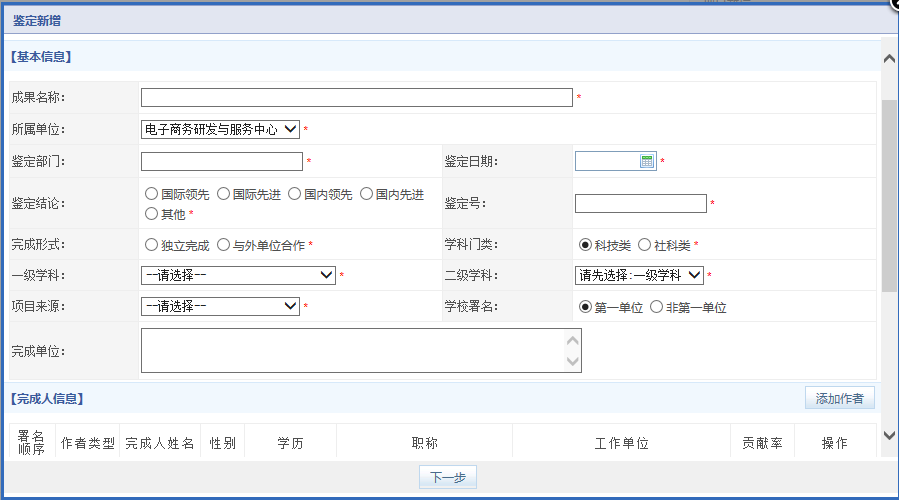 鉴定新增
【基本信息】
成果名称： *
所属单位： 电子商务研发与服务中心 *
鉴定部门： * 鉴定日期： *
鉴定结论： 国际领先 国际先进 国内领先 国内先进
其他 * 鉴定号： *
完成形式： 独立完成 与外单位合作 * 学科门类： 科技类 社科类 *
一级学科： --请选择-- * 二级学科： 请先选择:一级学科 *
项目来源： --请选择-- * 学校署名： 第一单位 非第一单位
完成单位：
【完成人信息】 添加作者
署名
顺序 作者类型 完成人姓名 性别 学历 职称 工作单位 贡献率 操作
下一步